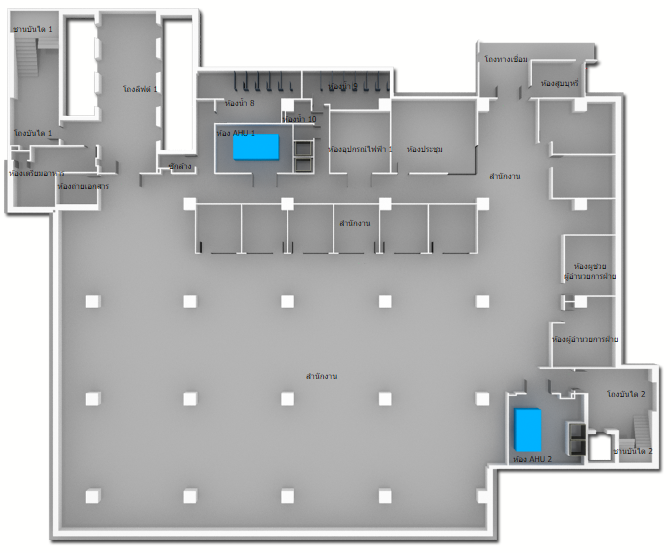 ชานบันได 1
โถงทางเชื่อม
ห้องสูบบุหรี่
โถงลิฟต์ 1
ห้องน้ำ 9
ห้องน้ำ 8
ห้องน้ำ 10
โถงบันได 1
ห้อง AHU 1
ห้องอุปกรณ์ไฟฟ้า 1
ห้องประชุม
ซักล้าง
ห้องเตรียมอาหาร
สำนักงาน
ห้องถ่ายเอกสาร
สำนักงาน
ห้องผู้ช่วย
ผู้อำนวยการฝ่าย
ห้องผู้อำนวยการฝ่าย
สำนักงาน
โถงบันได 2
ชานบันได 2
ห้อง AHU 2